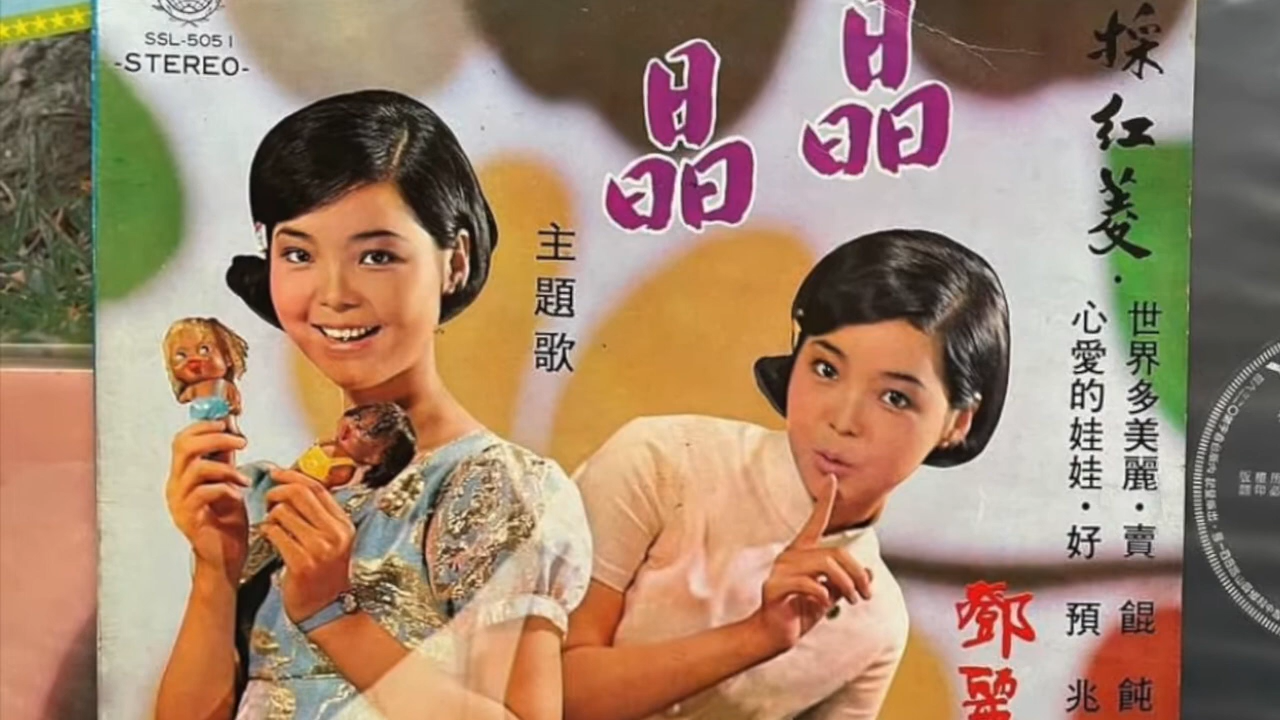 SSL-5051
-STEREO-
晶晶
主題歌
採紅菱・
世界多美麗・賣餛飩
心愛的娃娃・好預兆
鄧麗